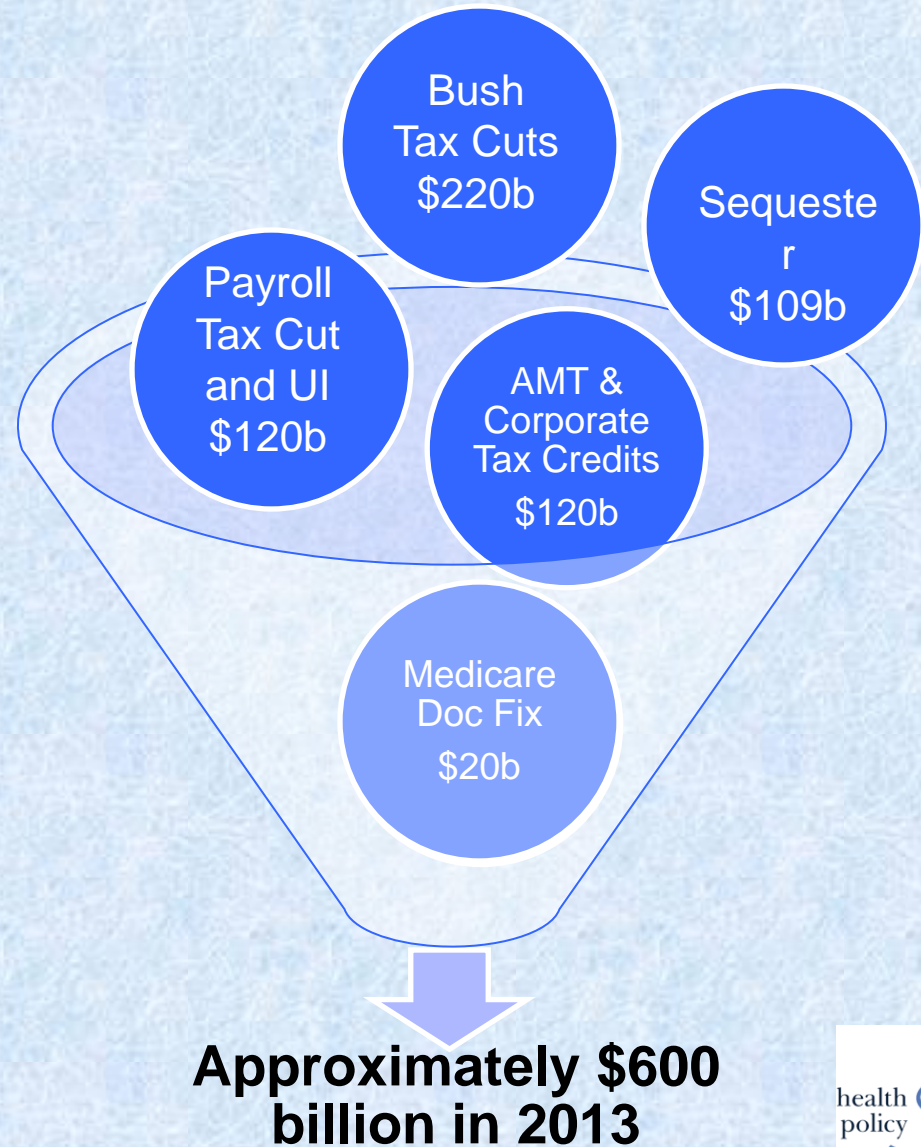 Bush
Tax Cuts
$220b
Sequeste
r
$109b
Payroll
Tax Cut
and UI
$120b
AMT &
Corporate
Tax Credits
$120b
Medicare
Doc Fix
$20b
Approximately $600
billion in 2013
health
policy